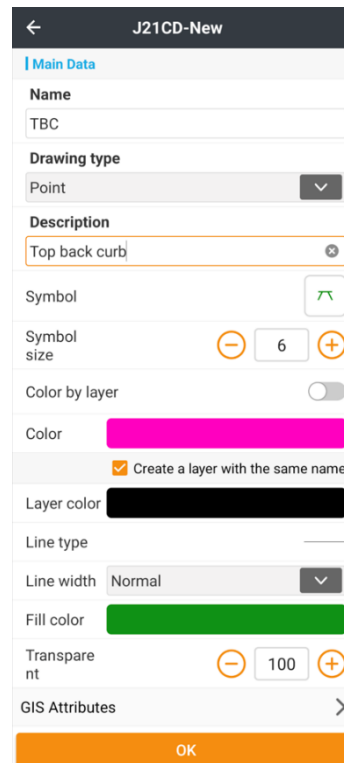 J21CD-New
Main Data
Name
TBC
Drawing type
Point
Description
Top back curb
Symbol
Symbol
size
6
Color by layer
Color
Create a layer with the same name
Layer color
Line type
Line width Normal
Fill color
Transpare
nt
100
GIS Attributes
OK